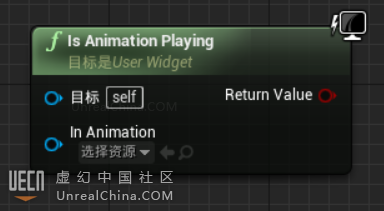 f Is Animation Playing
目标是User Widget
目标 self
Return Value
In Animation
选择资源
UECN 虚幻中国社区
UnrealChina.COM